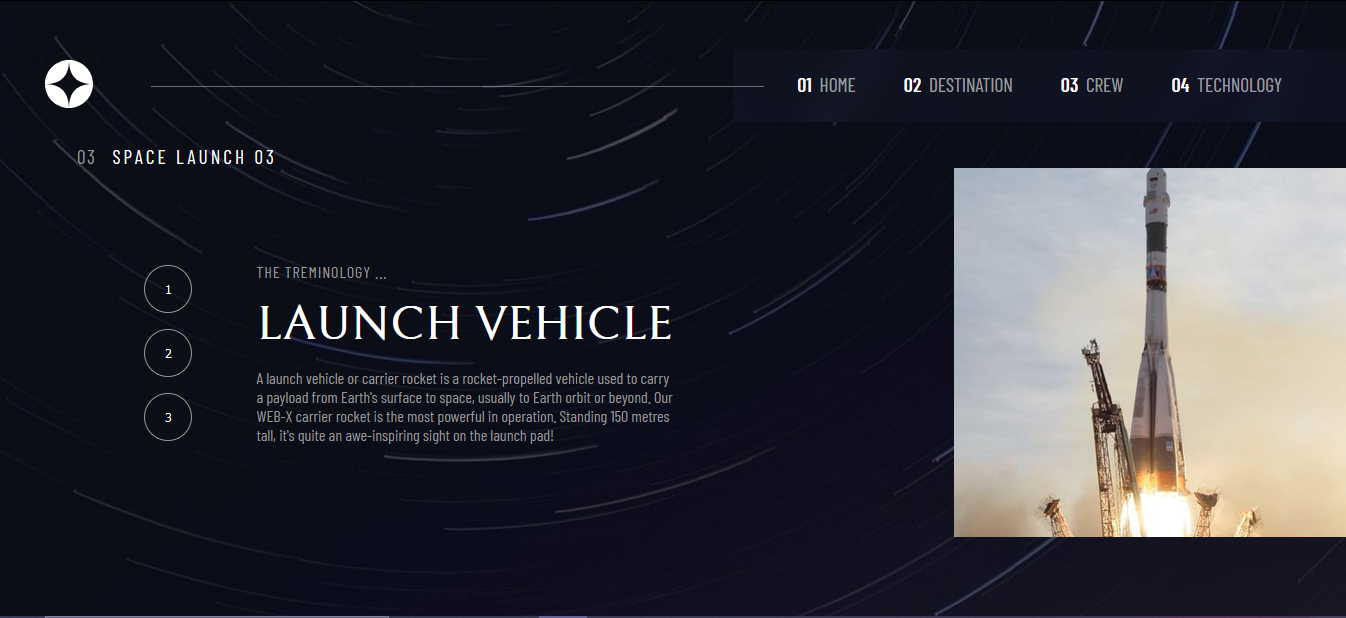 01 HOME 02 DESTINATION 03 CREW 04 TECHNOLOGY
03 SPACE LAUNCH 03
1
2
3
THE TREMINOLOGY ...
LAUNCH VEHICLE
A launch vehicle or carrier rocket is a rocket-propelled vehicle used to carry
a payload from Earth's surface to space, usually to Earth orbit or beyond. Our
WEB-X carrier rocket is the most powerful in operation. Standing 150 metres
tall, it's quite an awe-inspiring sight on the launch pad!